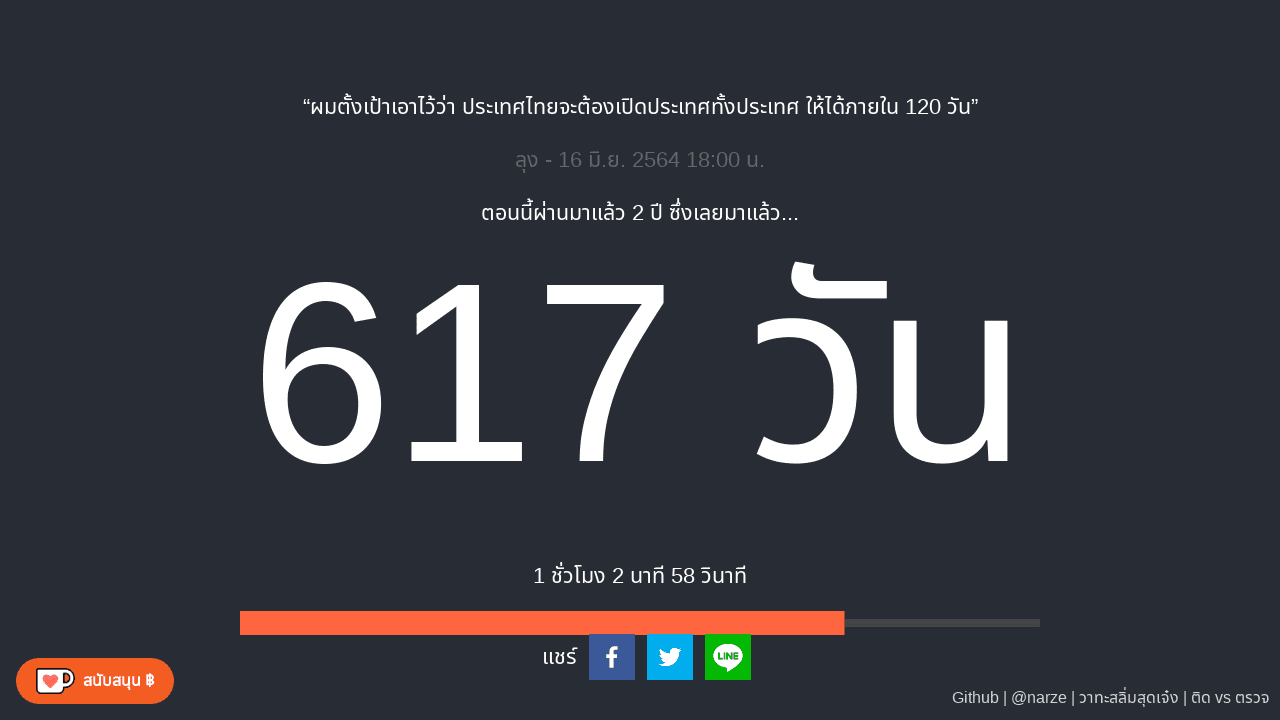 “ผมตั้งเป้าเอาไว้ว่า ประเทศไทยจะต้องเปิดประเทศทั้งประเทศ ให้ได้ภายใน 120 วัน”
ลุง - 16 มิ.ย. 2564 18:00 น.
ตอนนี้ผ่านมาแล้ว 2 ปี ซึ่งเลยมาแล้ว...
617 วัน
1 ชั่วโมง 2 นาที 58 วินาที
แชร์
LINE
สนับสนุน ฿
Github | @narze | วาทะสลิ่มสุดเจ๋ง | ติด vs ตรวจ